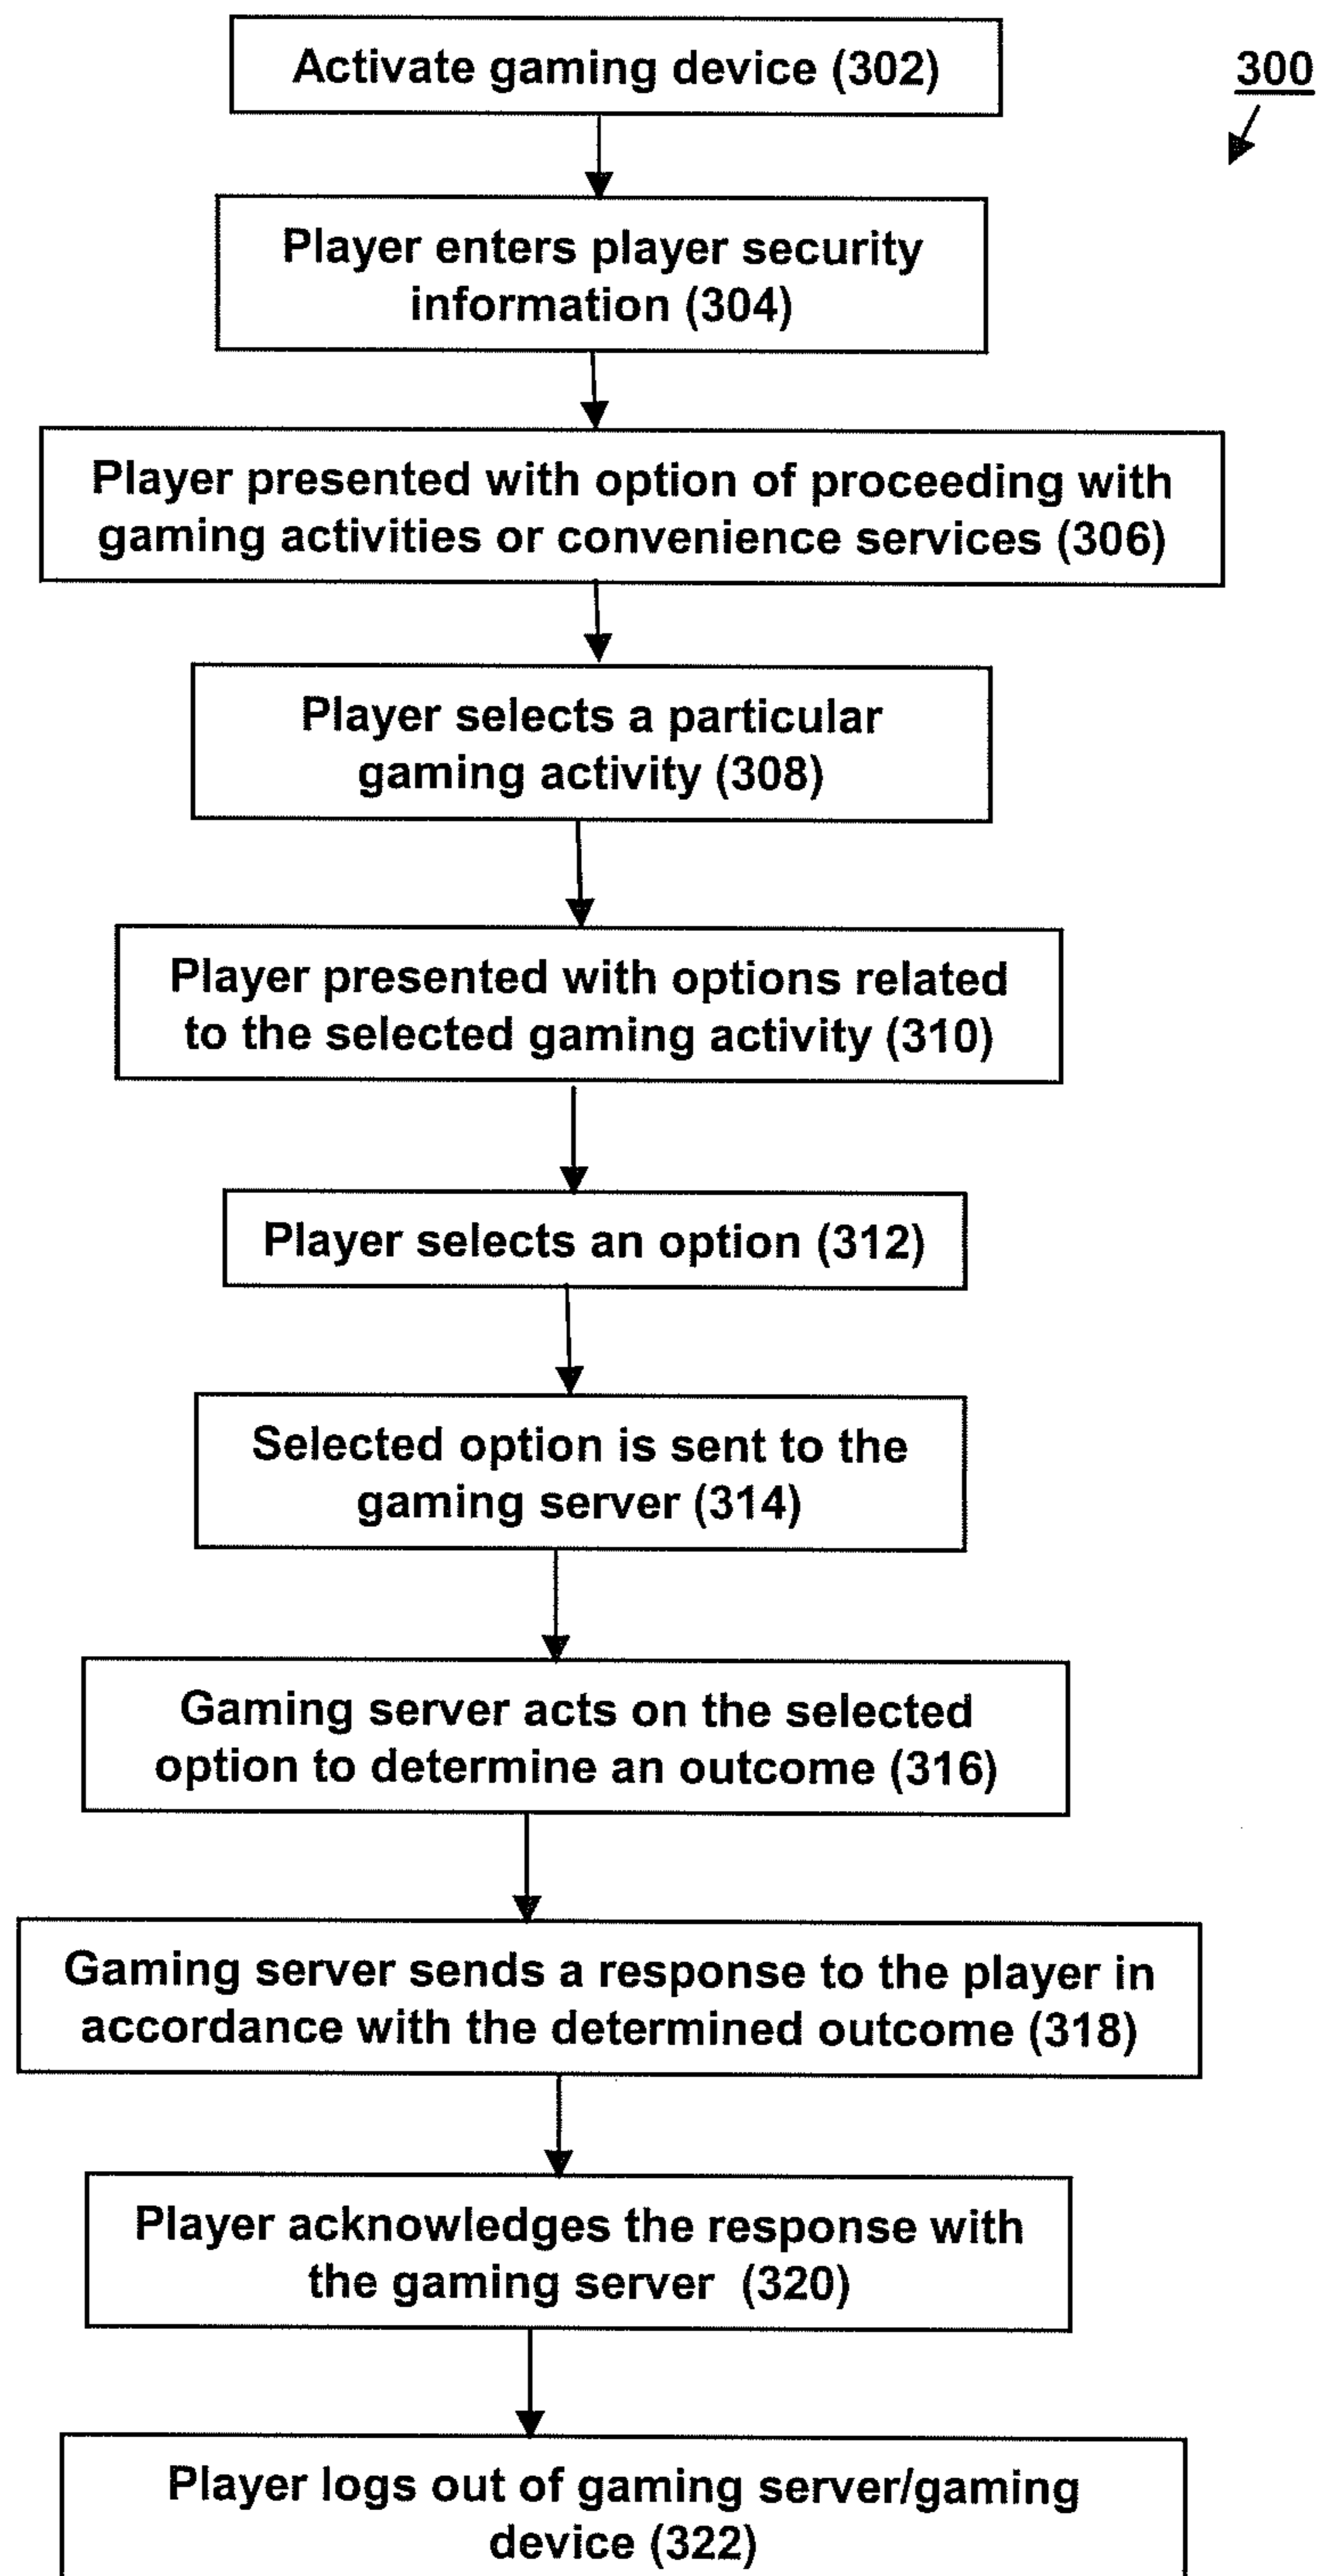 Activate gaming device (302)
300
Player enters player security
information (304)
Player presented with option of proceeding with
gaming activities or convenience services (306)
Player selects a particular
gaming activity (308)
Player presented with options related
to the selected gaming activity (310)
Player selects an option (312)
Selected option is sent to the
gaming server (314)
Gaming server acts on the selected
option to determine an outcome (316)
Gaming server sends a response to the player in
accordance with the determined outcome (318)
Player acknowledges the response with
the gaming server (320)
Player logs out of gaming server/gaming
device (322)